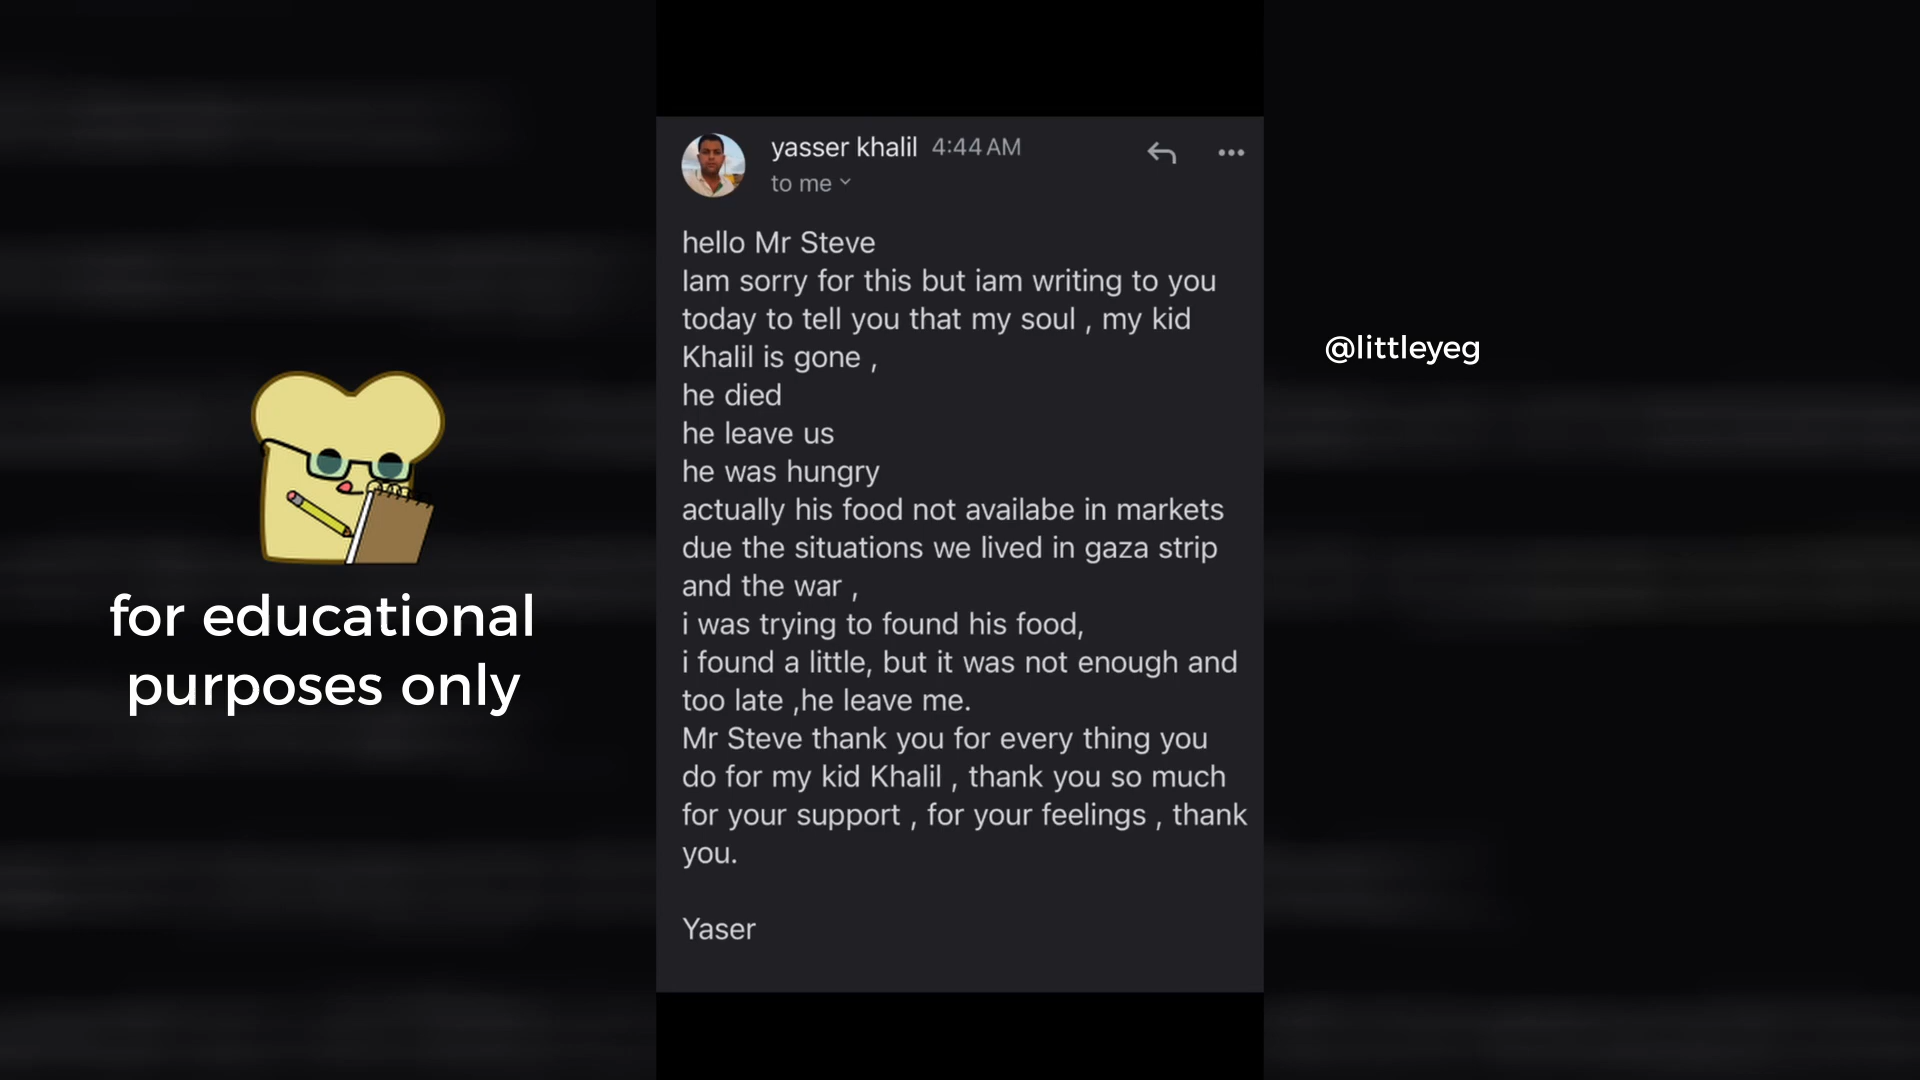 yasser khalil 4:44 AM
to me
hello Mr Steve
Iam sorry for this but iam writing to you
today to tell you that my soul , my kid
Khalil is gone ,
he died
he leave us
he was hungry
actually his food not availabe in markets
due the situations we lived in gaza strip
and the war ,
i was trying to found his food,
i found a little, but it was not enough and
too late ,he leave me.
Mr Steve thank you for every thing you
do for my kid Khalil , thank you so much
for your support , for your feelings , thank
you.
Yaser
for educational
purposes only
@littleyeg